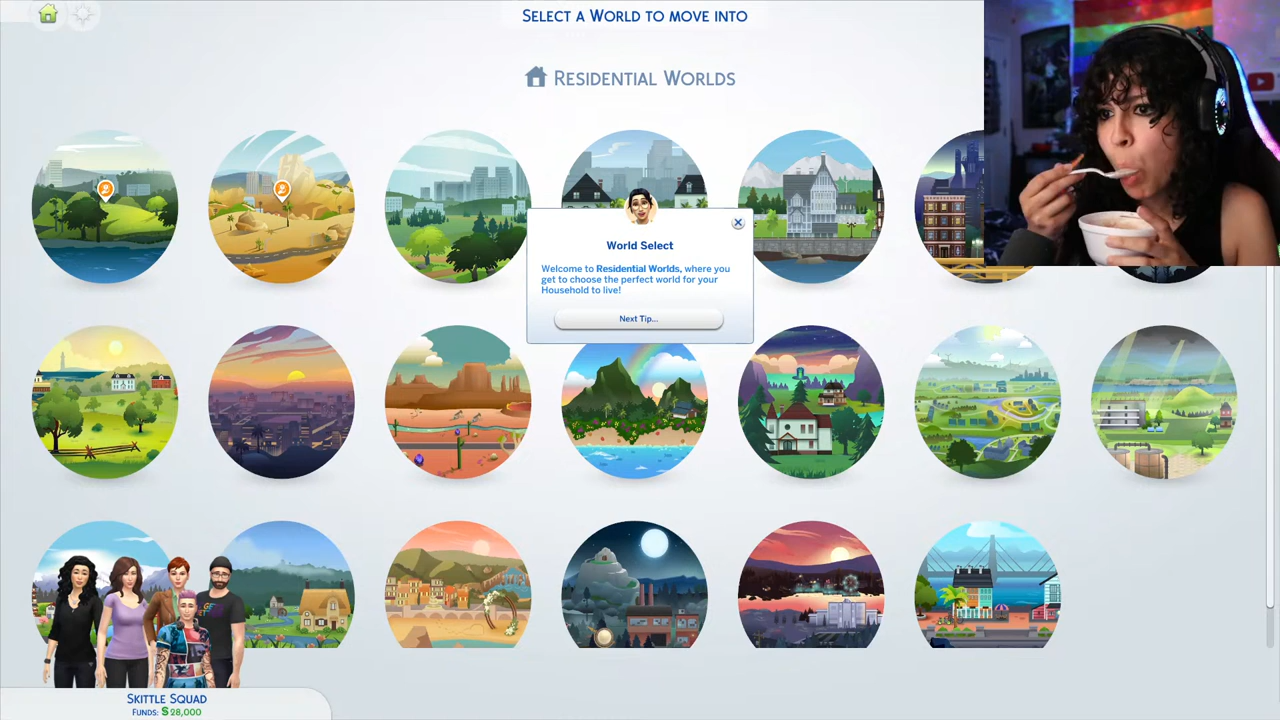 SELECT A WORLD TO MOVE INTO
RESIDENTIAL WORLDS
World Select
Welcome to Residential Worlds, where you
get to choose the perfect world for your
Household to live!
Next Tip...
SKITTLE SQUAD
FUNDS: $28,000